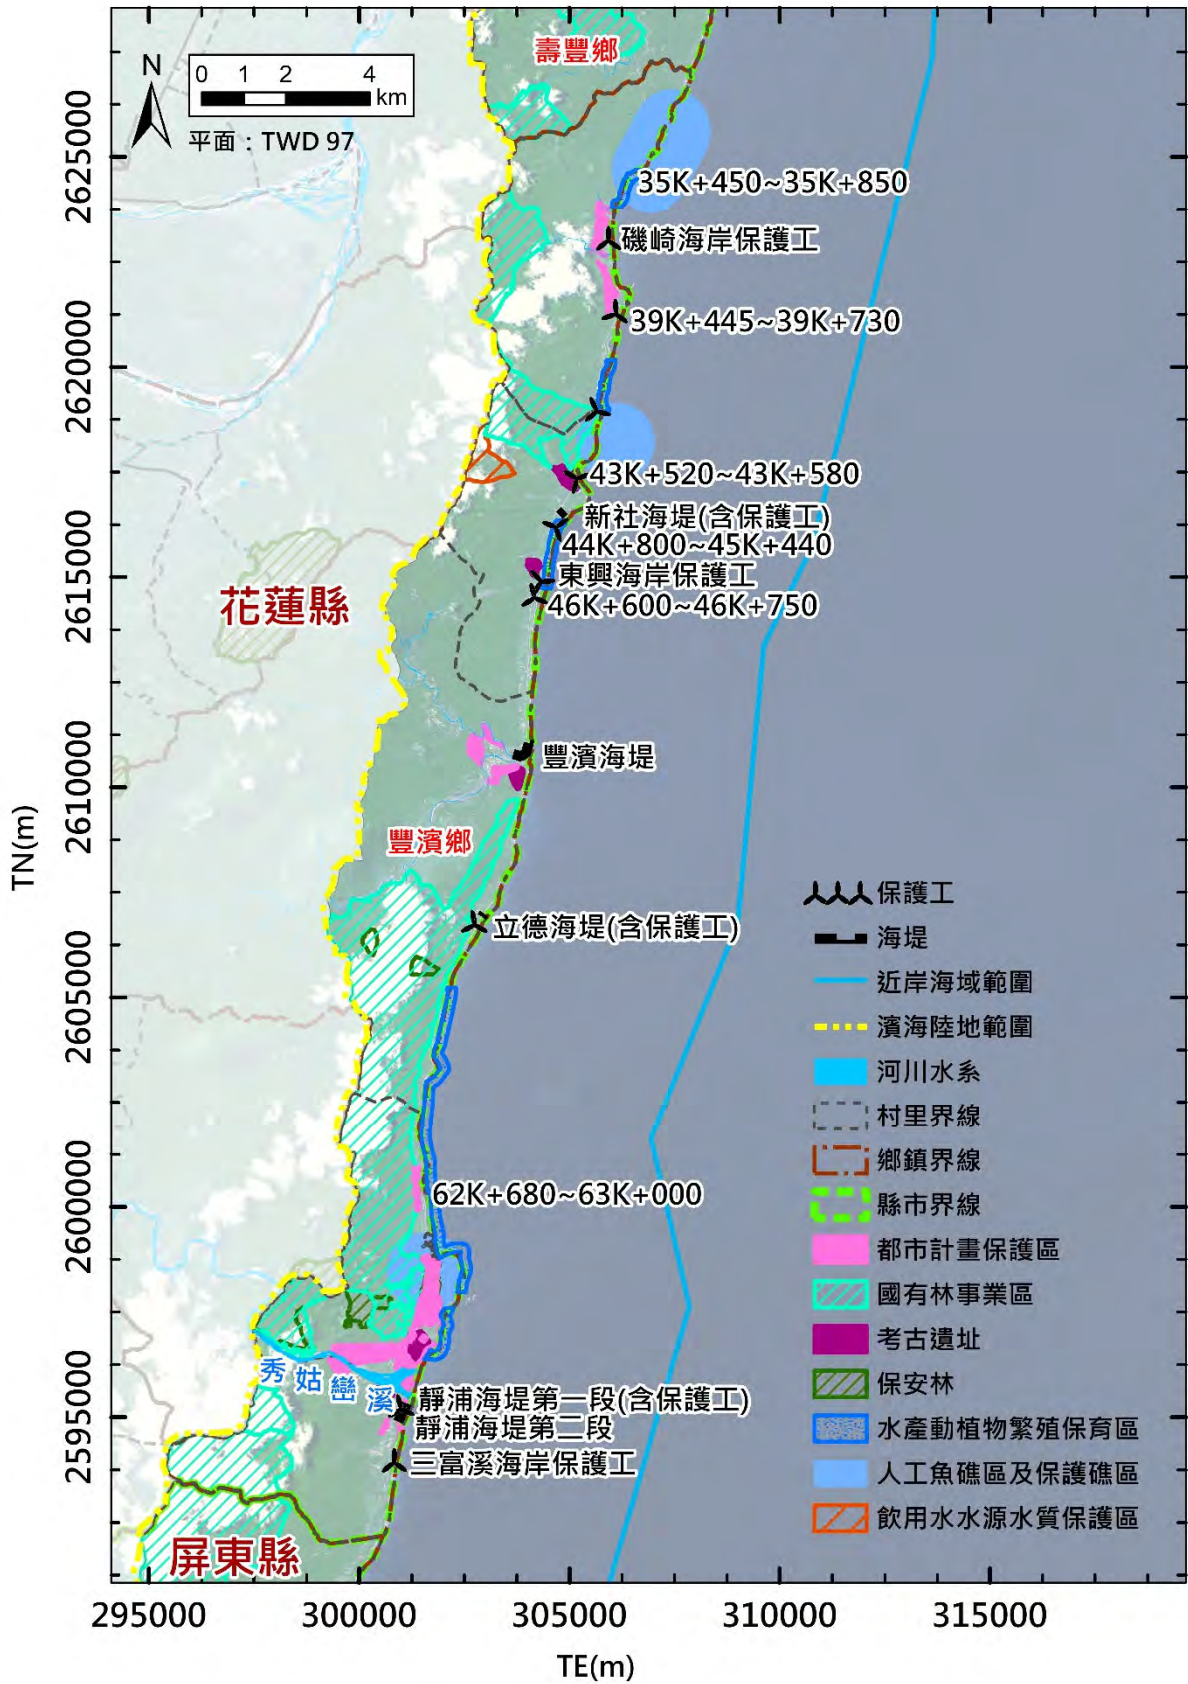 壽豐鄉
N
0 1 2 4
km
平面：TWD 97
35K+450~35K+850
磯崎海岸保護工
39K+445~39K+730
43K+520~43K+580
新社海堤(含保護工)
44K+800~45K+440
東興海岸保護工
46K+600~46K+750
花蓮縣
豐濱海堤
豐濱鄉
立德海堤(含保護工)
62K+680~63K+000
秀姑巒溪
靜浦海堤第一段(含保護工)
靜浦海堤第二段
三富溪海岸保護工
屏東縣
保護工
海堤
近岸海域範圍
濱海陸地範圍
河川水系
村里界線
鄉鎮界線
縣市界線
都市計畫保護區
國有林事業區
考古遺址
保安林
水產動植物繁殖保育區
人工魚礁區及保護礁區
飲用水水源水質保護區
2625000
2620000
2615000
2610000
2605000
2600000
2595000
TN(m)
295000 300000 305000 310000 315000
TE(m)